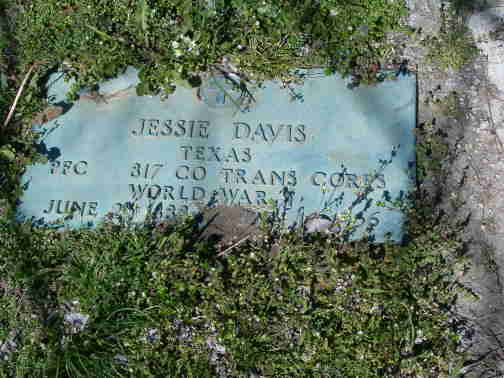 JESSIE DAVIS
TEXAS
PFC 317 CO TRANS CORPS
WORLD WAR
JUNE